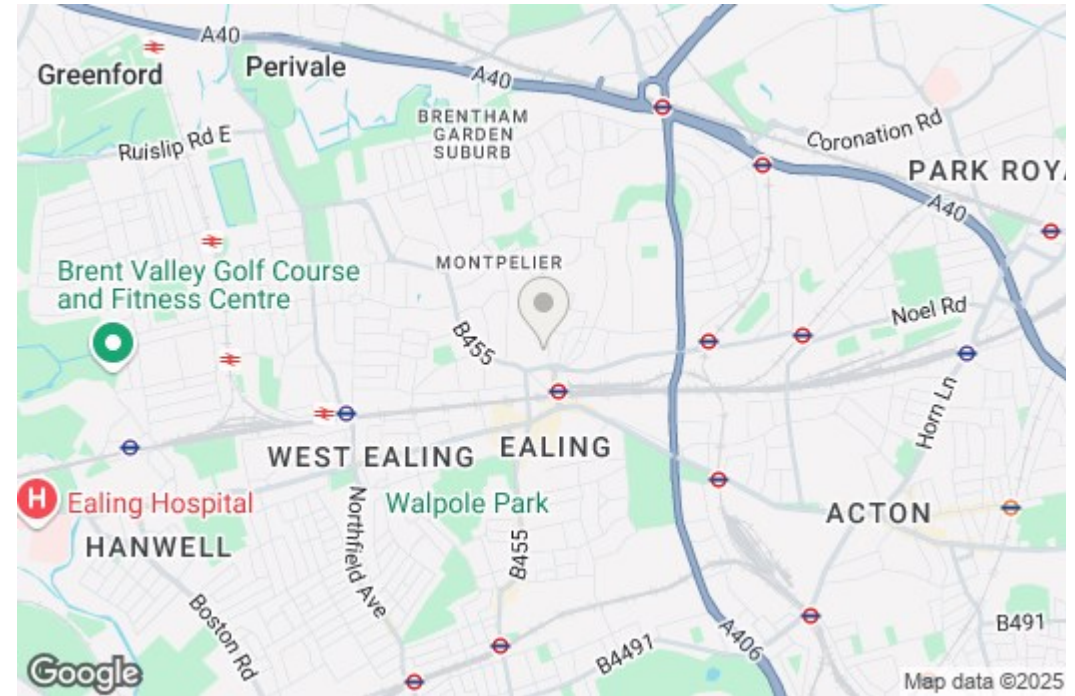 A40
Greenford
Perivale
A40
BRENTHAM
GARDEN
SUBURB
Coronation Rd
Ruislip Rd E
PARK ROYA
A40
MONTPELIER
Brent Valley Golf Course
and Fitness Centre
Noel Rd
B455
Horn Ln
WEST EALING
EALING
H
Ealing Hospital
Walpole Park
ACTON
HANWELL
Northfield Ave
B455
Boston Rd
B491
A406
B4491
Google
Map data ©2025